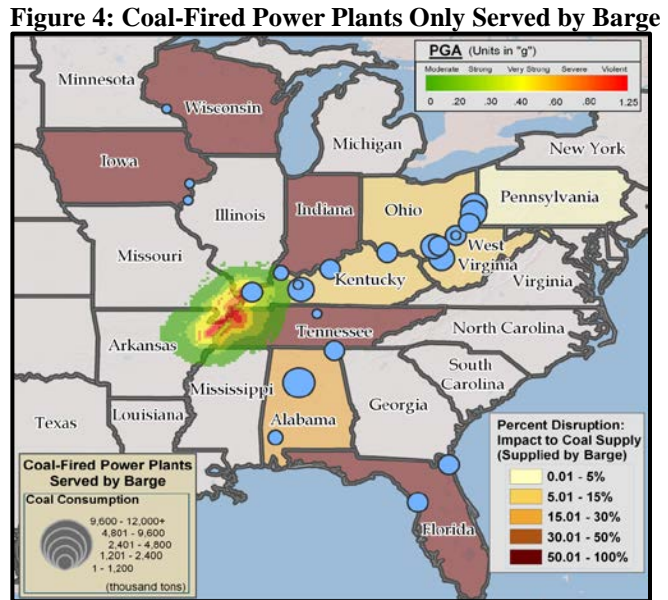 Figure 4: Coal-Fired Power Plants Only Served by Barge
PGA (Units in "g")
Moderate Strong Very Strong Severe Violent
0 .20 .30 .40 .60 .80 1.25
Minnesota
Wisconsin
Michigan
New York
Iowa
Illinois
Indiana
Ohio
Pennsylvania
Missouri
Kentucky
West
Virginia
Virginia
Tennessee
North Carolina
Arkansas
South
Carolina
Mississippi
Alabama
Georgia
Texas
Louisiana
Florida
Coal-Fired Power Plants
Served by Barge
Coal Consumption
9,600 - 12,000+
4,801 - 9,600
2,401 - 4,800
1,201 - 2,400
1 - 1,200
(thousand tons)
Percent Disruption:
Impact to Coal Supply
(Supplied by Barge)
0.01 - 5%
5.01 - 15%
15.01 - 30%
30.01 - 50%
50.01 - 100%